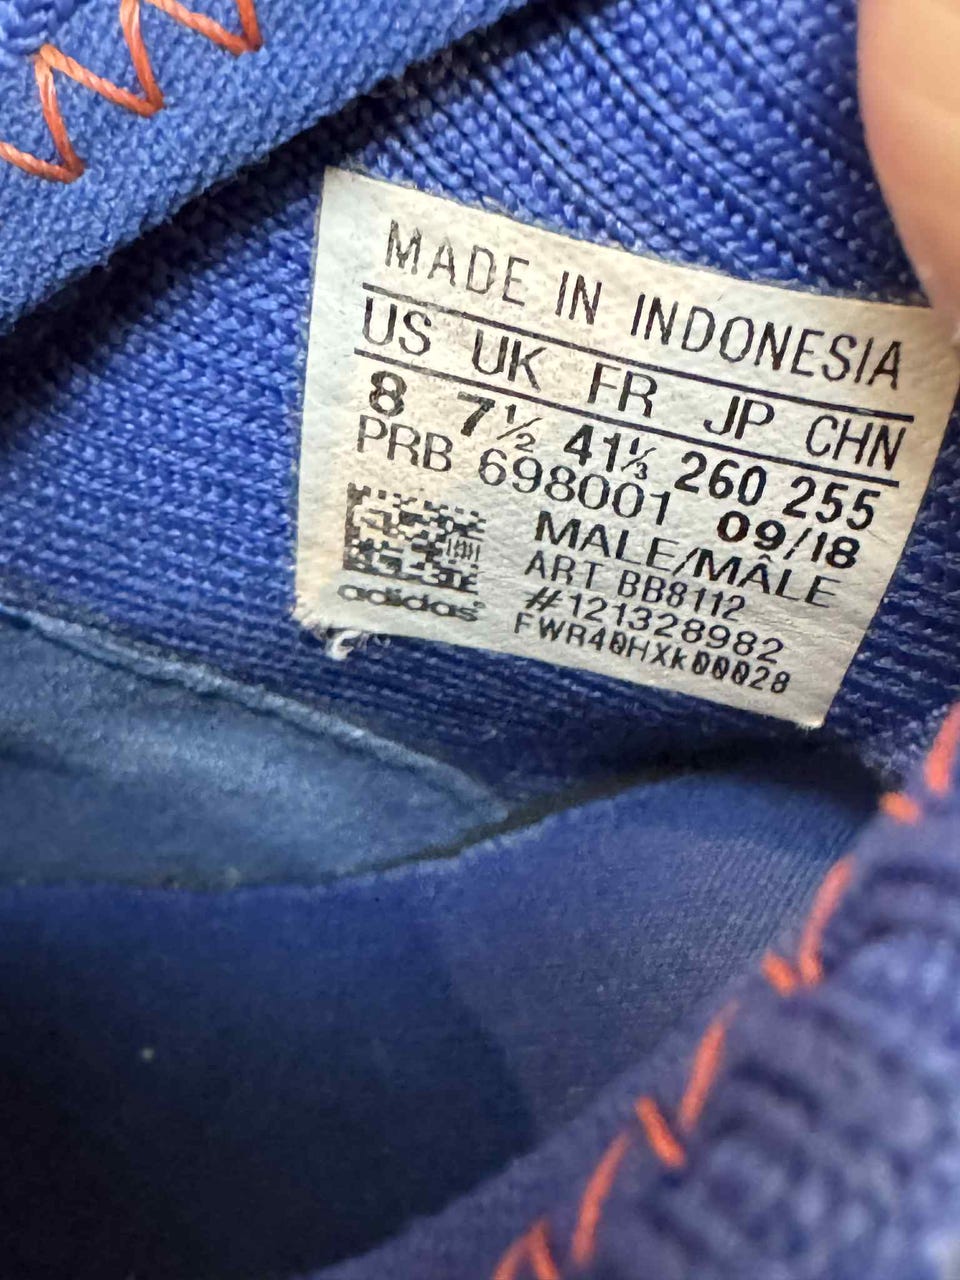 MADE IN INDONESIA
US UK FR JP CHN
8 7½ 41⅓ 260 255
PRB 698001 09/18
MALE/MÂLE
ART BB8112
#121328982
FWR40HXk00028
adidas